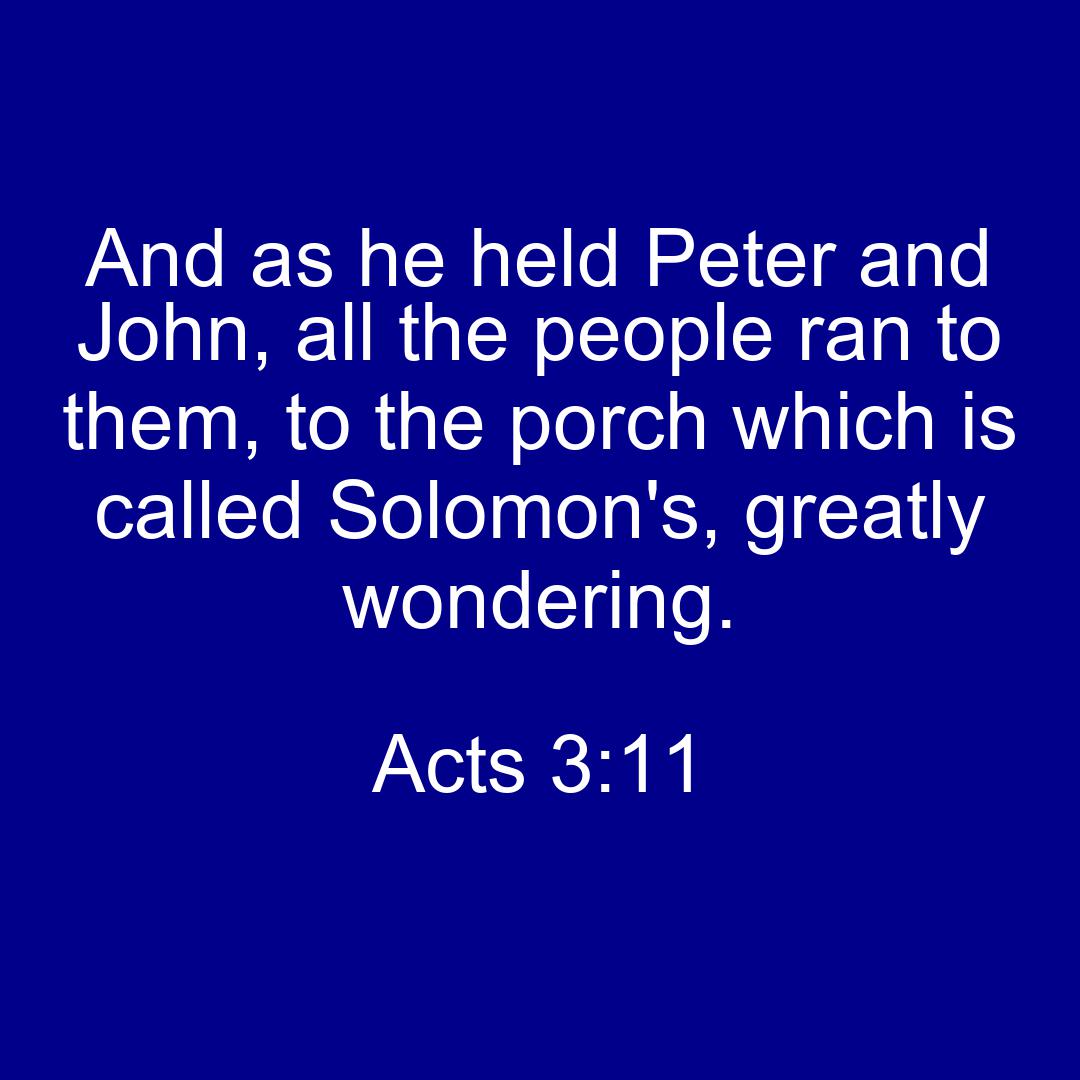 And as he held Peter and
John, all the people ran to
them, to the porch which is
called Solomon's, greatly
wondering.
Acts 3:11